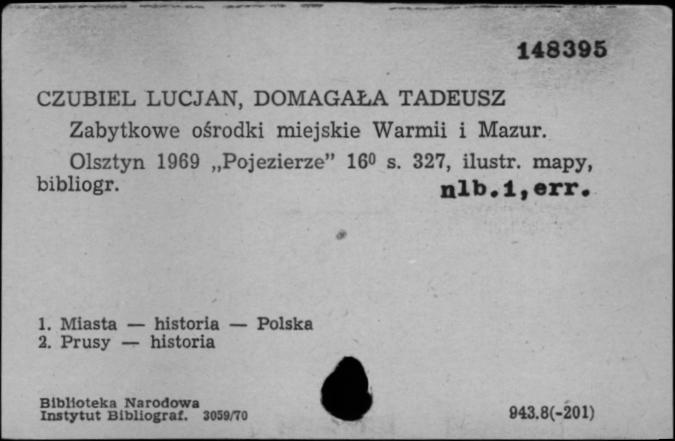 148395
CZUBIEL LUCJAN, DOMAGAŁA TADEUSZ
Zabytkowe ośrodki miejskie Warmii i Mazur.
Olsztyn 1969 „Pojezierze” 16⁰ s. 327, ilustr. mapy,
bibliogr. nlb.1,err.
1. Miasta — historia — Polska
2. Prusy — historia
Biblioteka Narodowa
Instytut Bibliograf. 3059/70
943.8(-201)